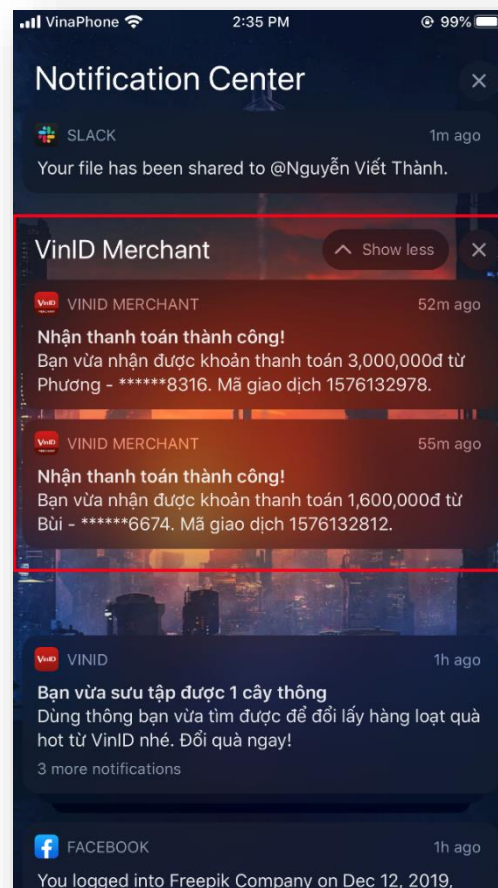 VinaPhone 2:35 PM 99%
Notification Center
SLACK 1m ago
Your file has been shared to @Nguyễn Viết Thành.
VinID Merchant Show less
VINID MERCHANT 52m ago
Nhận thanh toán thành công!
Bạn vừa nhận được khoản thanh toán 3,000,000đ từ
Phương - ******8316. Mã giao dịch 1576132978.
VINID MERCHANT 55m ago
Nhận thanh toán thành công!
Bạn vừa nhận được khoản thanh toán 1,600,000đ từ
Bùi - ******6674. Mã giao dịch 1576132812.
VINID 1h ago
Bạn vừa sưu tập được 1 cây thông
Dùng thông bạn vừa tìm được để đổi lấy hàng loạt quà
hot từ VinID nhé. Đổi quà ngay!
3 more notifications
FACEBOOK 1h ago
You logged into Freepik Company on Dec 12, 2019.